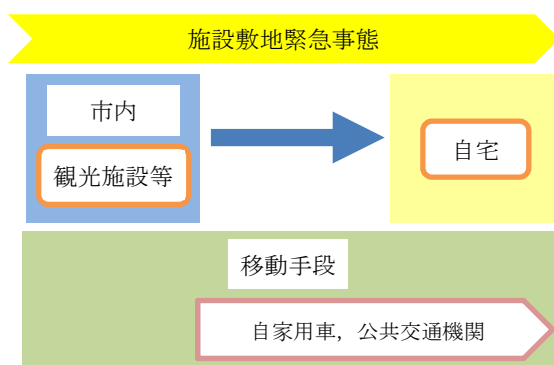 施設敷地緊急事態
市内
観光施設等
自宅
移動手段
自家用車，公共交通機関